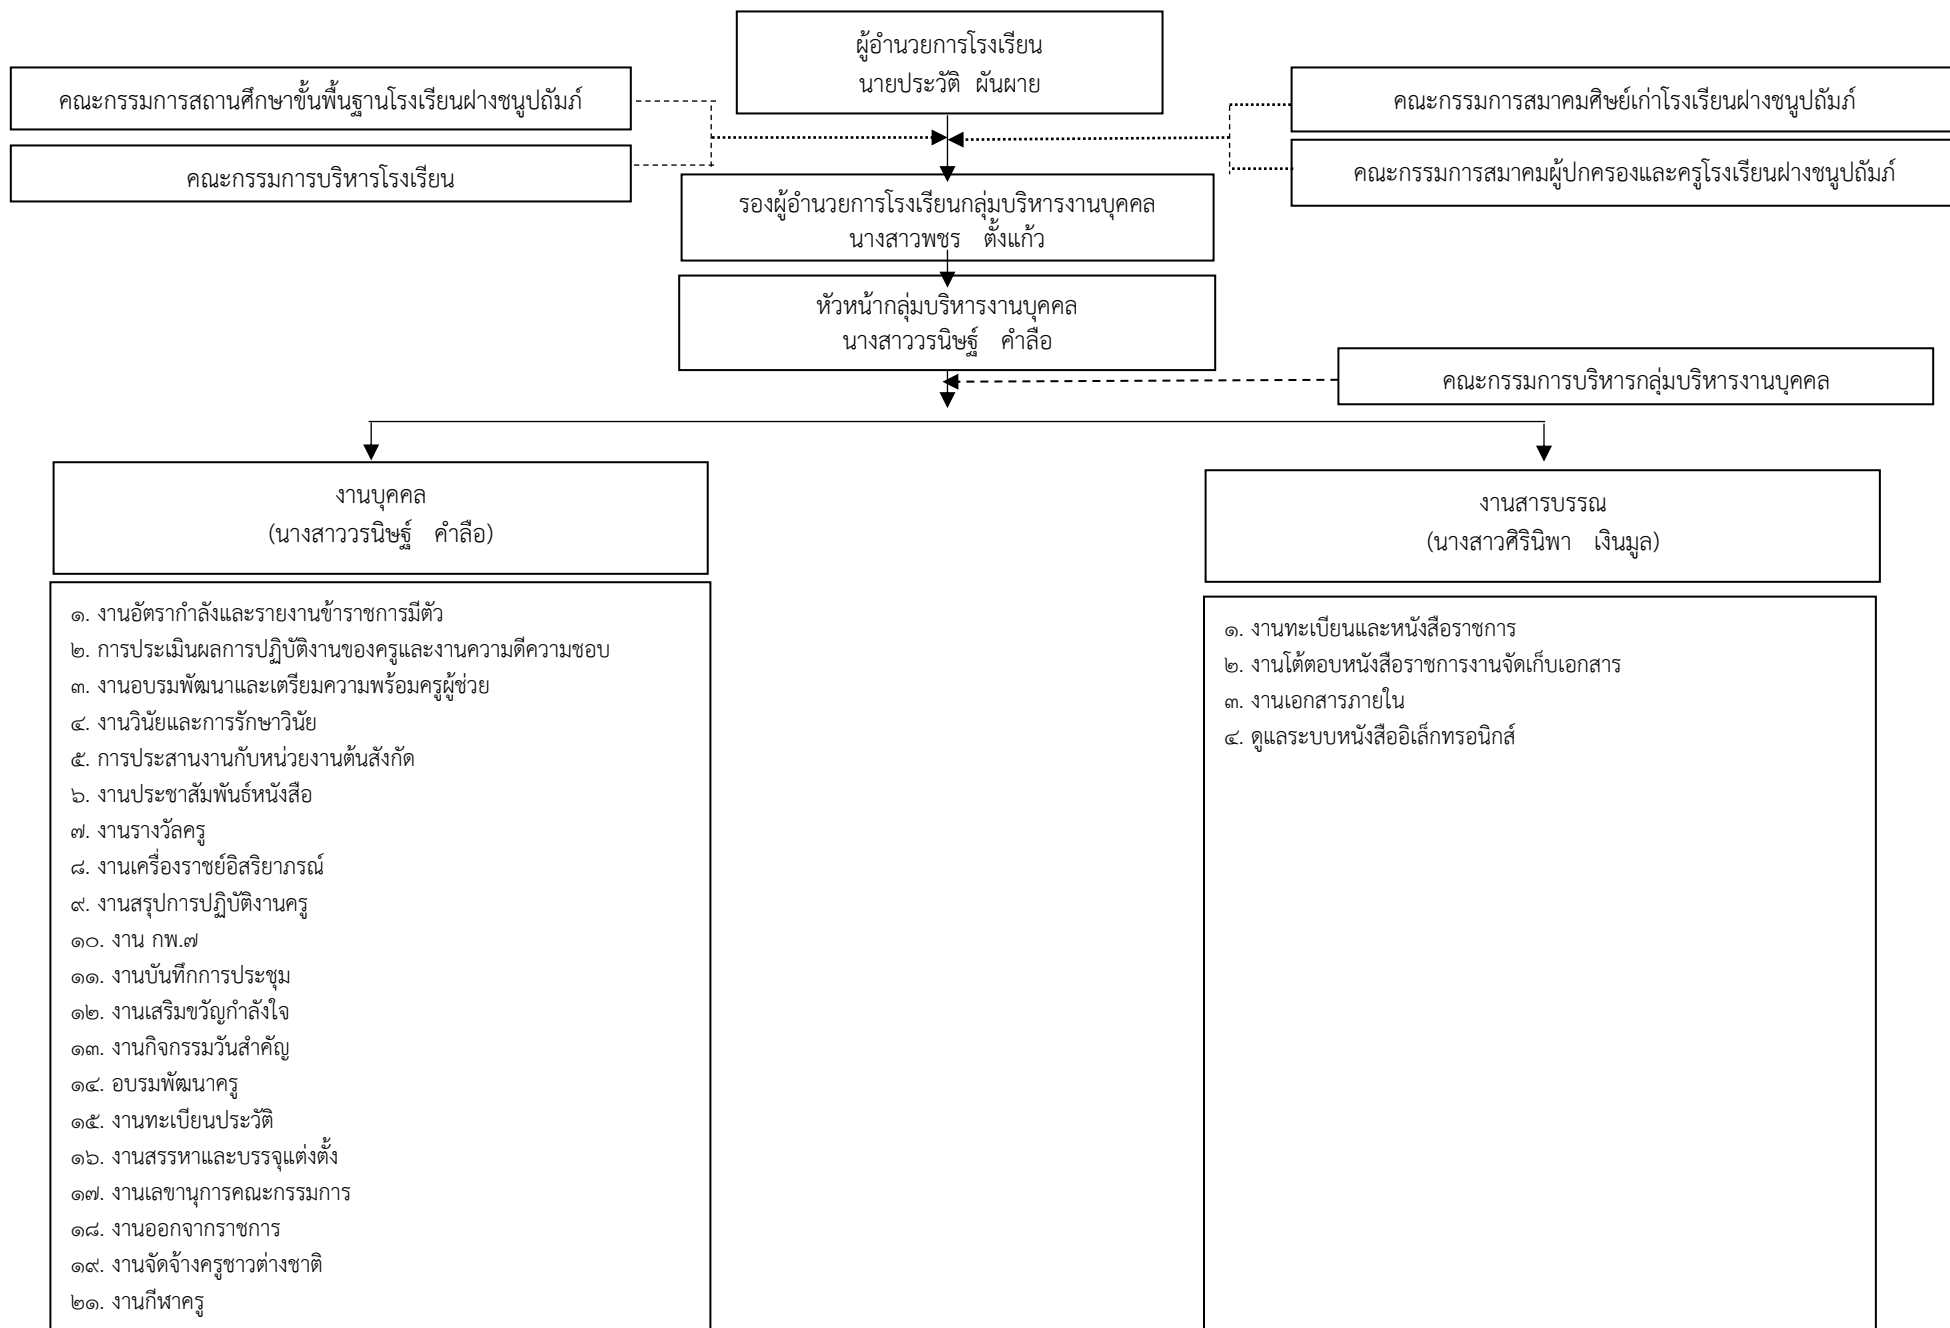 ผู้อำนวยการโรงเรียน
นายประวัติ ผันผาย
คณะกรรมการสถานศึกษาขั้นพื้นฐานโรงเรียนฝางชนูปถัมภ์
คณะกรรมการบริหารโรงเรียน
คณะกรรมการสมาคมศิษย์เก่าโรงเรียนฝางชนูปถัมภ์
คณะกรรมการสมาคมผู้ปกครองและครูโรงเรียนฝางชนูปถัมภ์
รองผู้อำนวยการโรงเรียนกลุ่มบริหารงานบุคคล
นางสาวพชร ตั้งแก้ว
หัวหน้ากลุ่มบริหารงานบุคคล
นางสาววรนิษฐ์ คำลือ
คณะกรรมการบริหารกลุ่มบริหารงานบุคคล
งานบุคคล
(นางสาววรนิษฐ์ คำลือ)
๑. งานอัตรากำลังและรายงานข้าราชการมีตัว
๒. การประเมินผลการปฏิบัติงานของครูและงานความดีความชอบ
๓. งานอบรมพัฒนาและเตรียมความพร้อมครูผู้ช่วย
๔. งานวินัยและการรักษาวินัย
๕. การประสานงานกับหน่วยงานต้นสังกัด
๖. งานประชาสัมพันธ์หนังสือ
๗. งานรางวัลครู
๘. งานเครื่องราชย์อิสริยาภรณ์
๙. งานสรุปการปฏิบัติงานครู
๑๐. งาน กพ.๗
๑๑. งานบันทึกการประชุม
๑๒. งานเสริมขวัญกำลังใจ
๑๓. งานกิจกรรมวันสำคัญ
๑๔. อบรมพัฒนาครู
๑๕. งานทะเบียนประวัติ
๑๖. งานสรรหาและบรรจุแต่งตั้ง
๑๗. งานเลขานุการคณะกรรมการ
๑๘. งานออกจากราชการ
๑๙. งานจัดจ้างครูชาวต่างชาติ
๒๑. งานกีฬาครู
งานสารบรรณ
(นางสาวศิรินิพา เงินมูล)
๑. งานทะเบียนและหนังสือราชการ
๒. งานโต้ตอบหนังสือราชการงานจัดเก็บเอกสาร
๓. งานเอกสารภายใน
๔. ดูแลระบบหนังสืออิเล็กทรอนิกส์